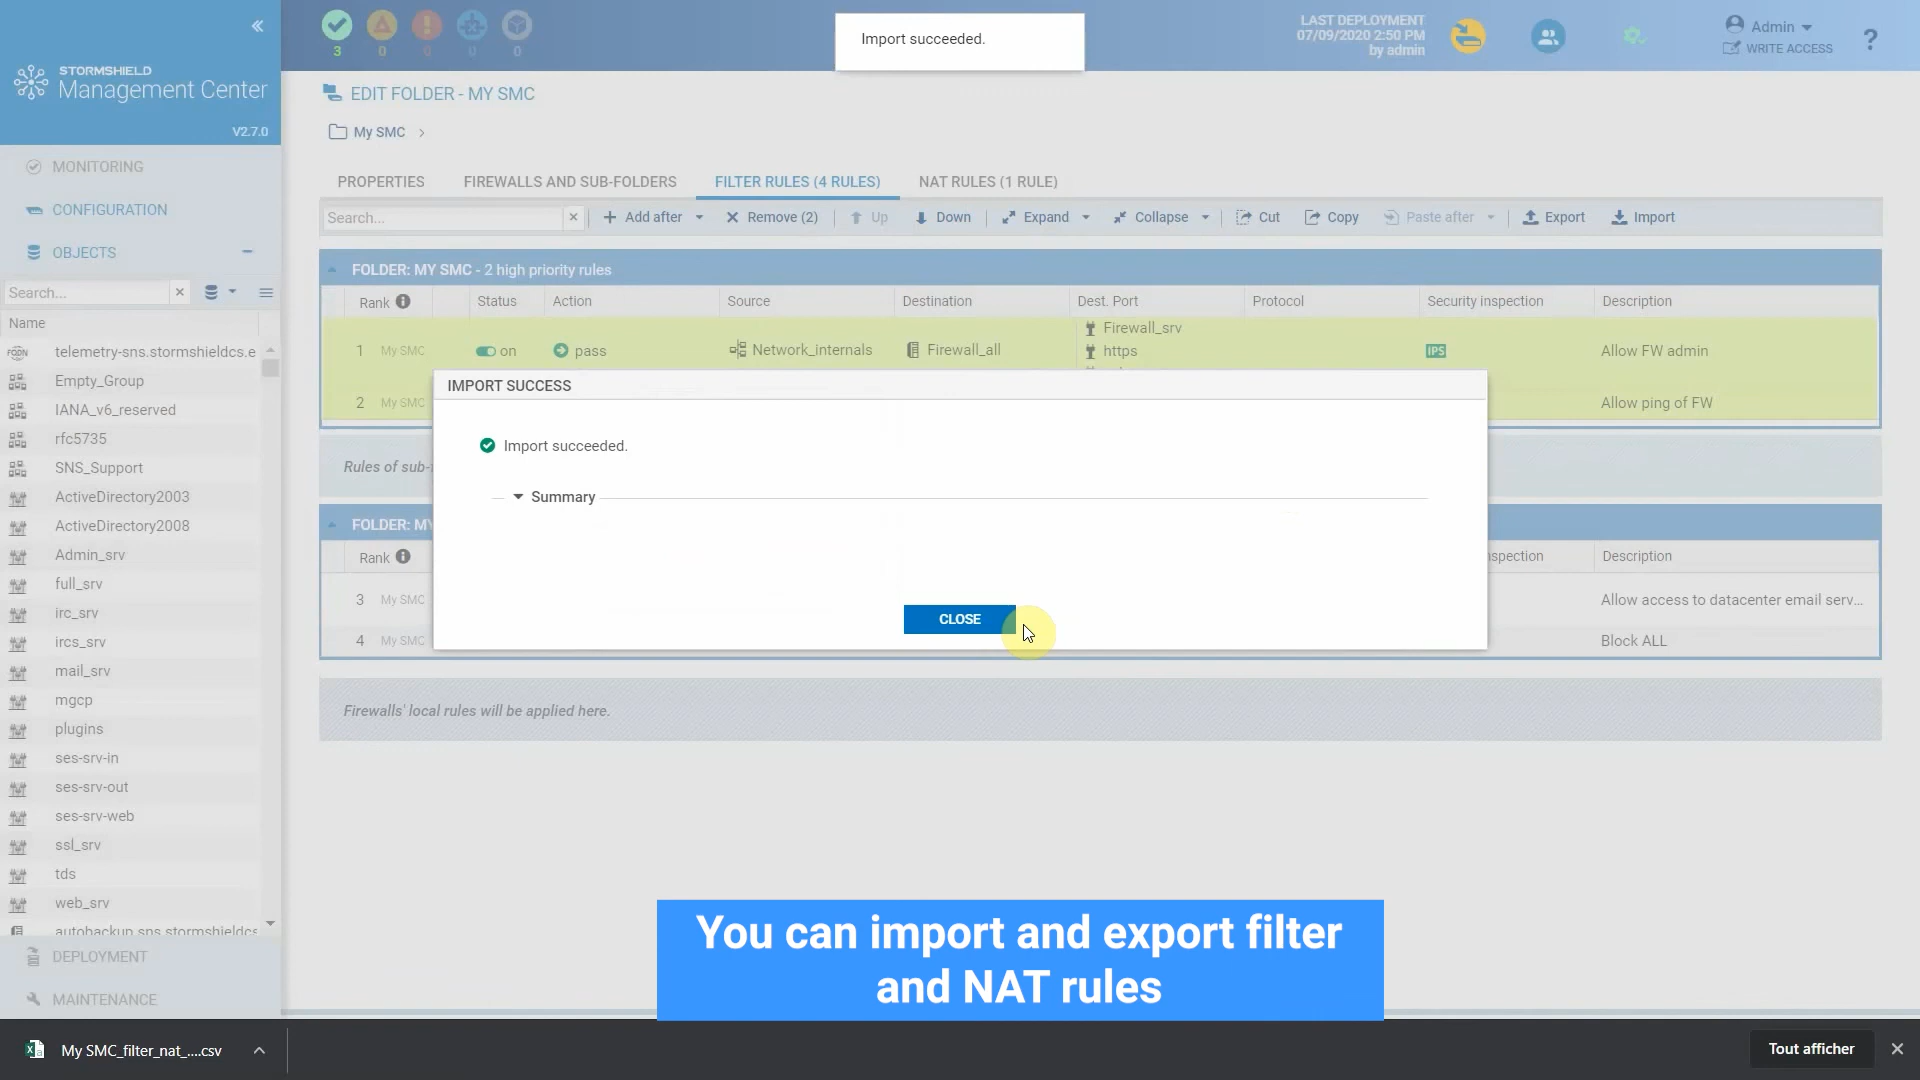 Import succeeded.
3 0 0 0 0
LAST DEPLOYMENT
07/09/2020 2:50 PM
by admin
Admin
WRITE ACCESS
?
STORMSHIELD
Management Center
V2.7.0
MONITORING
CONFIGURATION
OBJECTS
Search...
Name
FQDN telemetry-sns.stormshieldcs.e
Empty_Group
IANA_v6_reserved
rfc5735
SNS_Support
ActiveDirectory2003
ActiveDirectory2008
Admin_srv
full_srv
irc_srv
ircs_srv
mail_srv
mgcp
plugins
ses-srv-in
ses-srv-out
ses-srv-web
ssl_srv
tds
web_srv
autobackup.sns.stormshieldcs
DEPLOYMENT
MAINTENANCE
EDIT FOLDER - MY SMC
My SMC >
PROPERTIES FIREWALLS AND SUB-FOLDERS FILTER RULES (4 RULES) NAT RULES (1 RULE)
Search... Add after Remove (2) Up Down Expand Collapse Cut Copy Paste after Export Import
FOLDER: MY SMC - 2 high priority rules
Rank Status Action Source Destination Dest. Port Protocol Security inspection Description
Firewall_srv
1 My SMC on pass Network_internals Firewall_all https IPS Allow FW admin
2 My SMC Allow ping of FW
IMPORT SUCCESS
Import succeeded.
Summary
CLOSE
Rules of sub-f
FOLDER: MY
Rank nspection Description
3 My SMC Allow access to datacenter email serv...
4 My SMC Block ALL
Firewalls' local rules will be applied here.
You can import and export filter
and NAT rules
My SMC_filter_nat_....csv
Tout afficher